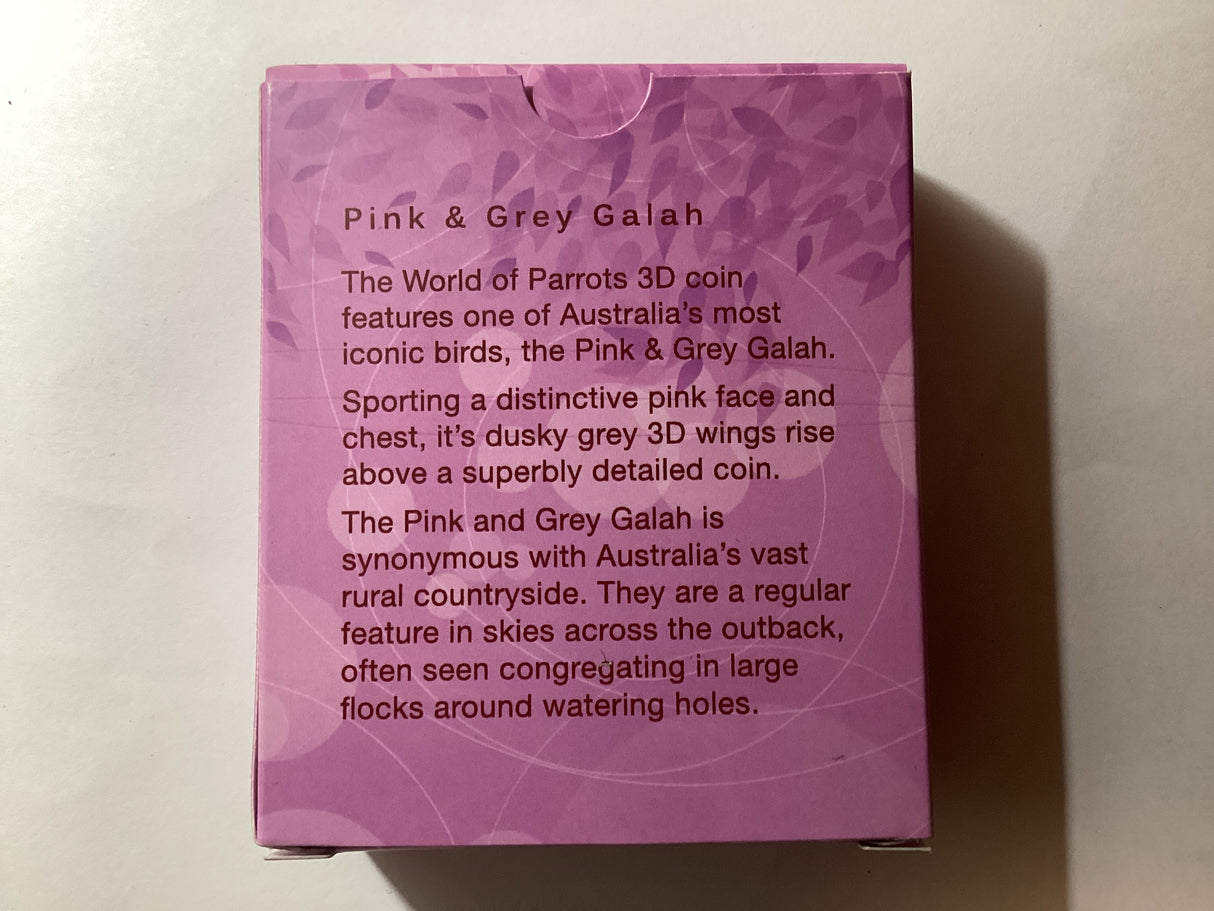 Pink & Grey Galah
The World of Parrots 3D coin
features one of Australia's most
iconic birds, the Pink & Grey Galah.
Sporting a distinctive pink face and
chest, it's dusky grey 3D wings rise
above a superbly detailed coin.
The Pink and Grey Galah is
synonymous with Australia's vast
rural countryside. They are a regular
feature in skies across the outback,
often seen congregating in large
flocks around watering holes.